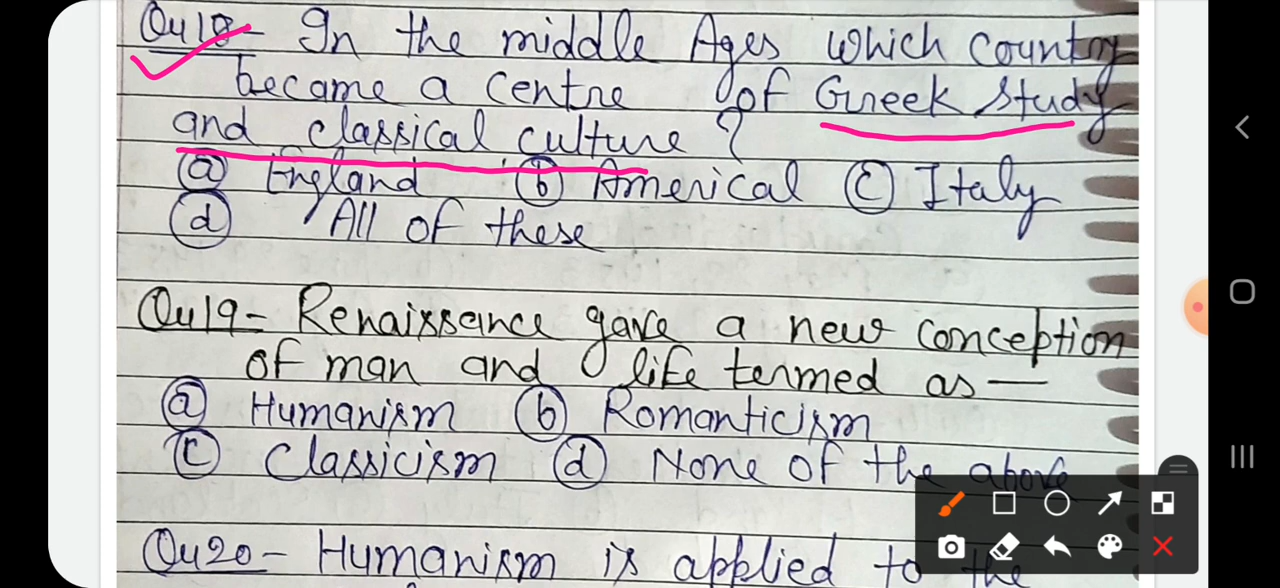 Qu18- In the middle Ages which country
became a centre of Greek study
and classical culture?
(a) England (b) Americal (c) Italy
(d) All of these
Qu19- Renaissance gave a new conception
of man and life termed as —
(a) Humanism (b) Romanticism
(c) Classicism (d) None of the above
Qu20- Humanism is applied to the